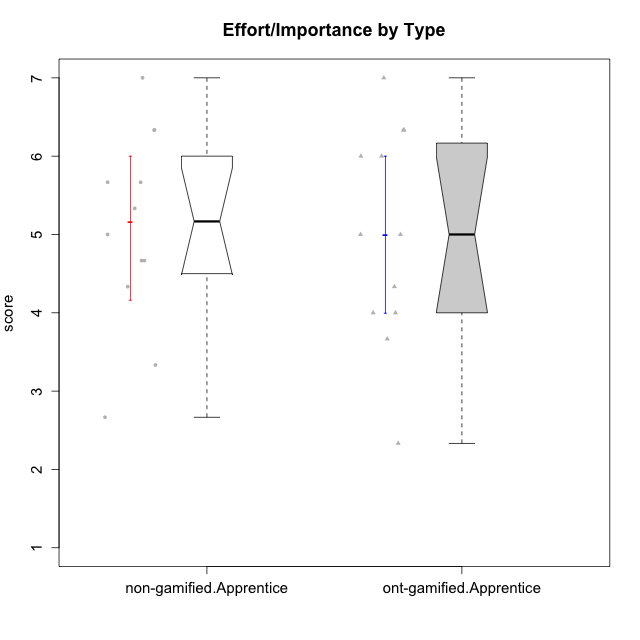 Effort/Importance by Type
7
6
5
4
3
2
1
score
non-gamified.Apprentice
ont-gamified.Apprentice